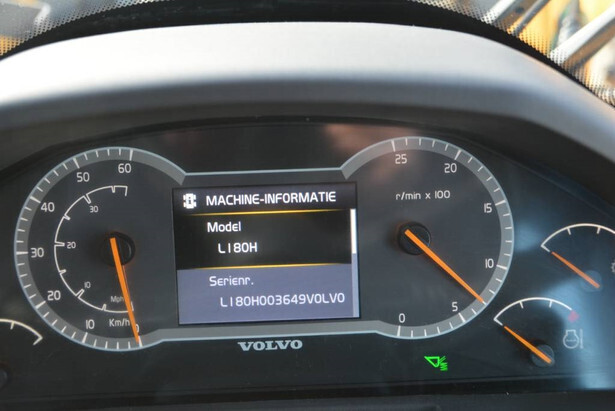 MACHINE-INFORMATIE
Model
L180H
Serienr.
L180H003649VOLVO
60
50
40
30
20
10
Km/h
0
30
20
10
Mph
25
20
15
10
5
0
r/min x 100
VOLVO